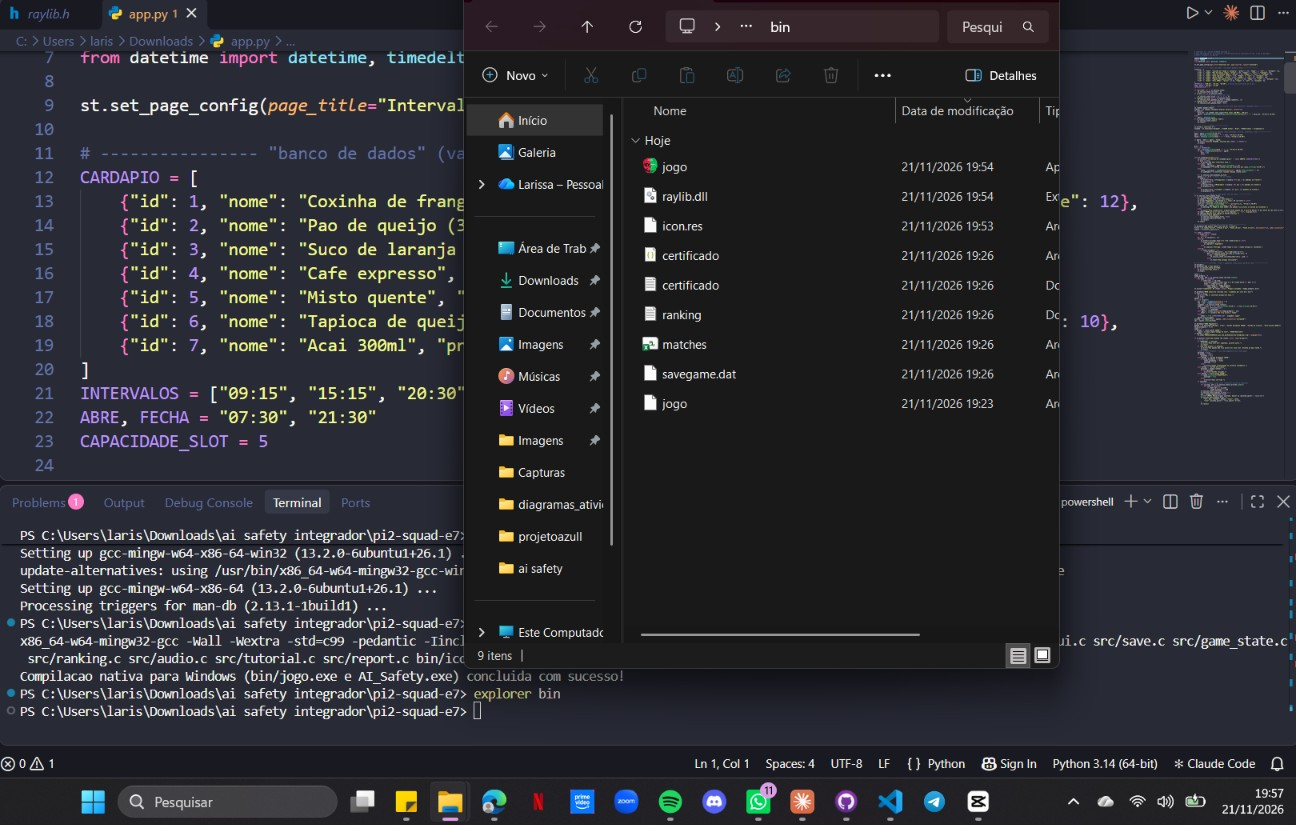 raylib.h
app.py 1
C: > Users > laris > Downloads > app.py > ...
7 from datetime import datetime, timedelt
8
9 st.set_page_config(page_title="Interval
10
11 # ---------------- "banco de dados" (va
12 CARDAPIO = [
13 {"id": 1, "nome": "Coxinha de frang e": 12},
14 {"id": 2, "nome": "Pao de queijo (3
15 {"id": 3, "nome": "Suco de laranja
16 {"id": 4, "nome": "Cafe expresso",
17 {"id": 5, "nome": "Misto quente", "
18 {"id": 6, "nome": "Tapioca de queij : 10},
19 {"id": 7, "nome": "Acai 300ml", "pr
20 ]
21 INTERVALOS = ["09:15", "15:15", "20:30"
22 ABRE, FECHA = "07:30", "21:30"
23 CAPACIDADE_SLOT = 5
24
bin
Pesqui
Novo
Detalhes
Início
Galeria
Larissa – Pessoal
Área de Trab
Downloads
Documentos
Imagens
Músicas
Vídeos
Imagens
Capturas
diagramas_ativi
projetoazull
ai safety
Este Computado
Nome Data de modificação Tip
Hoje
jogo 21/11/2026 19:54 Ap
raylib.dll 21/11/2026 19:54 Ext
icon.res 21/11/2026 19:53 Arc
certificado 21/11/2026 19:26 Arc
certificado 21/11/2026 19:26 Do
ranking 21/11/2026 19:26 Do
matches 21/11/2026 19:26 Arc
savegame.dat 21/11/2026 19:26 Arc
jogo 21/11/2026 19:23 Arc
9 itens
Problems 1 Output Debug Console Terminal Ports
powershell
PS C:\Users\laris\Downloads\ai safety integrador\pi2-squad-e7>
Setting up gcc-mingw-w64-x86-64-win32 (13.2.0-6ubuntu1+26.1) .
update-alternatives: using /usr/bin/x86_64-w64-mingw32-gcc-win e
Setting up gcc-mingw-w64-x86-64 (13.2.0-6ubuntu1+26.1) ...
Processing triggers for man-db (2.13.1-1build1) ...
PS C:\Users\laris\Downloads\ai safety integrador\pi2-squad-e7>
x86_64-w64-mingw32-gcc -Wall -Wextra -std=c99 -pedantic -Iincl ui.c src/save.c src/game_state.c
src/ranking.c src/audio.c src/tutorial.c src/report.c bin/ico
Compilacao nativa para Windows (bin/jogo.exe e AI_Safety.exe) concluida com sucesso!
PS C:\Users\laris\Downloads\ai safety integrador\pi2-squad-e7> explorer bin
PS C:\Users\laris\Downloads\ai safety integrador\pi2-squad-e7>
0 1
Ln 1, Col 1 Spaces: 4 UTF-8 LF { } Python Sign In Python 3.14 (64-bit) Claude Code
Pesquisar
prime video
zoom
11
19:57
21/11/2026